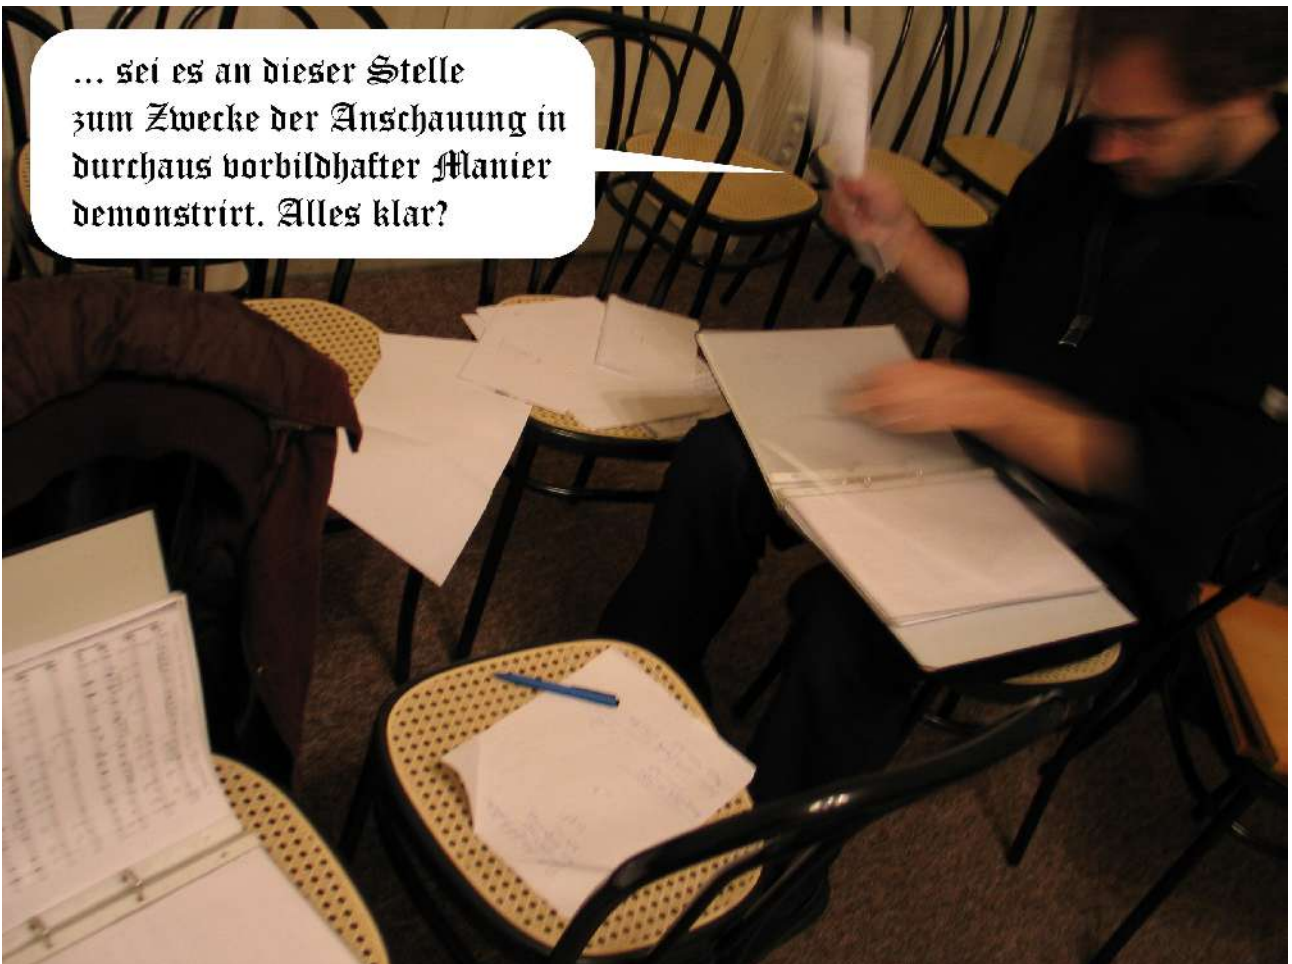 ... sei es an dieser Stelle
zum Zwecke der Anschauung in
durchaus vorbildhafter Manier
demonstrirt. Alles klar?